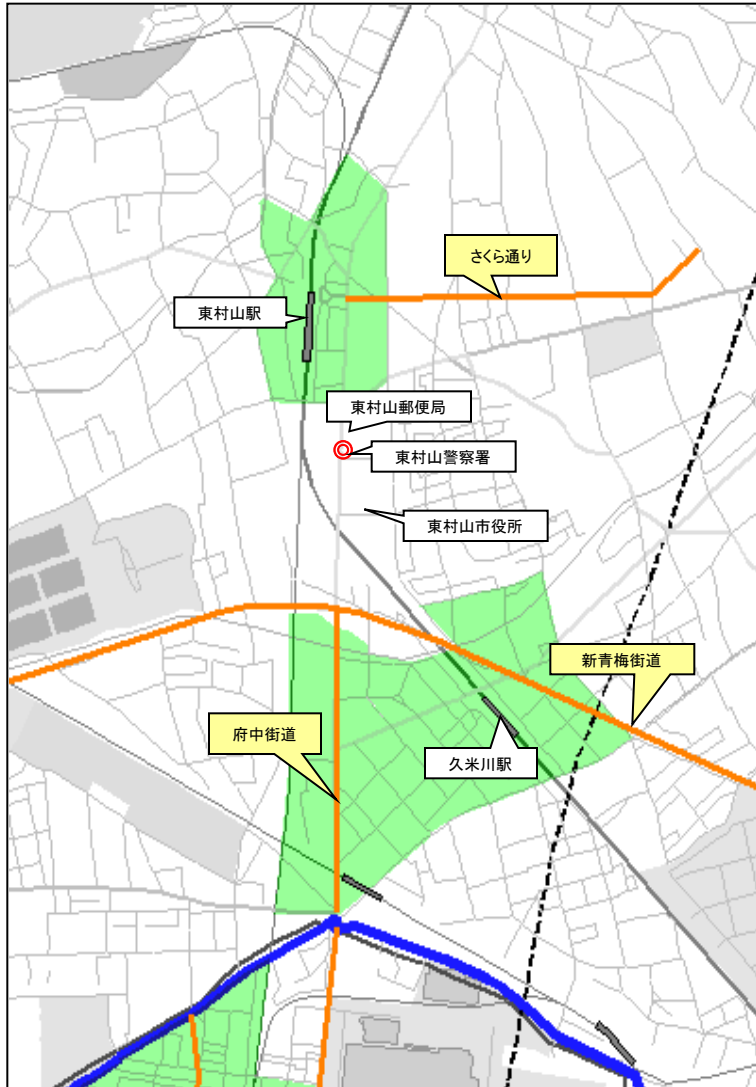 さくら通り
東村山駅
東村山郵便局
東村山警察署
東村山市役所
新青梅街道
府中街道
久米川駅